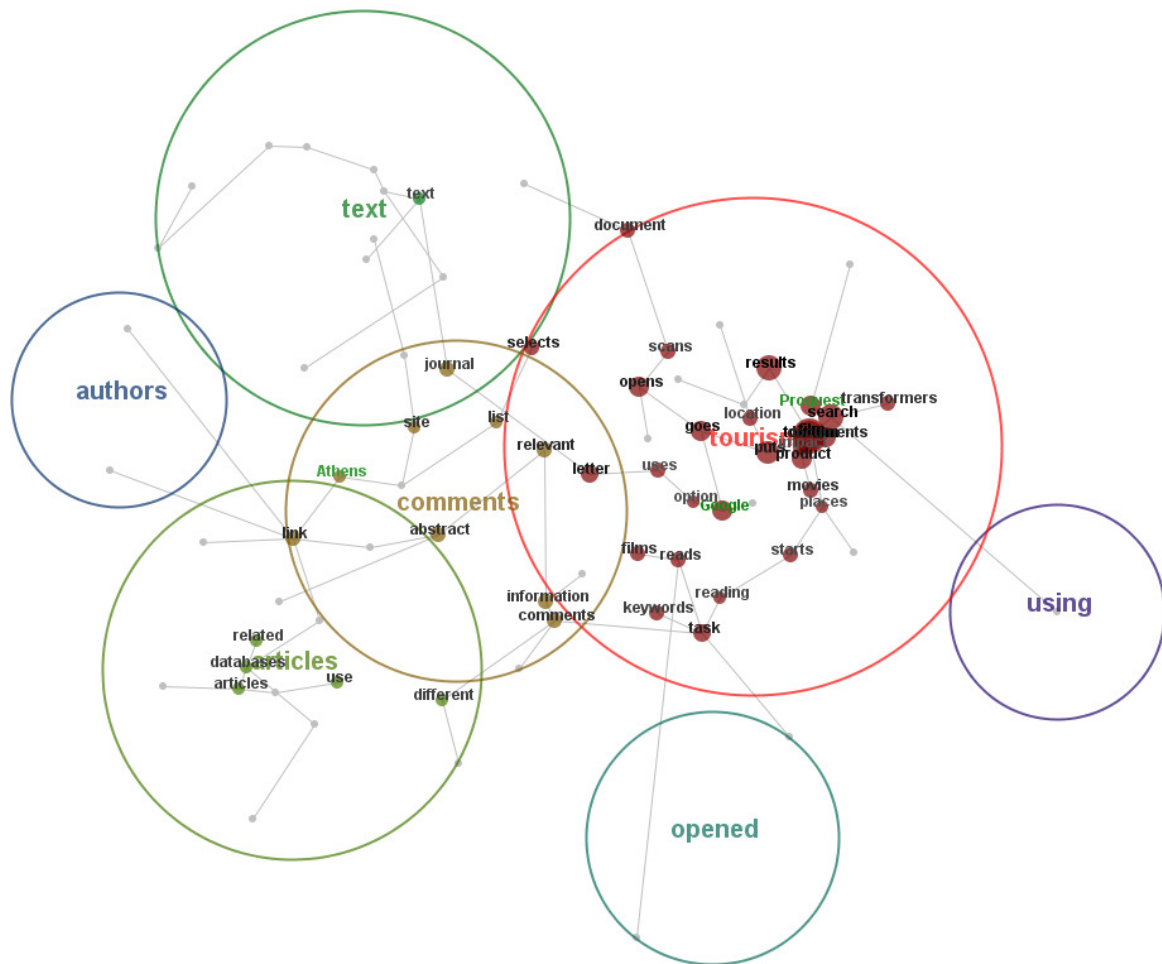 text
text
document
authors
selects
scans
journal
results
opens
Proquest
transformers
search
location
list
site
goes
relevant
tourist
product
Athens
letter
uses
movies
comments
option
Google
places
link
abstract
films
reads
starts
reading
information
keywords
comments
using
task
related
databases
articles
articles
use
different
opened